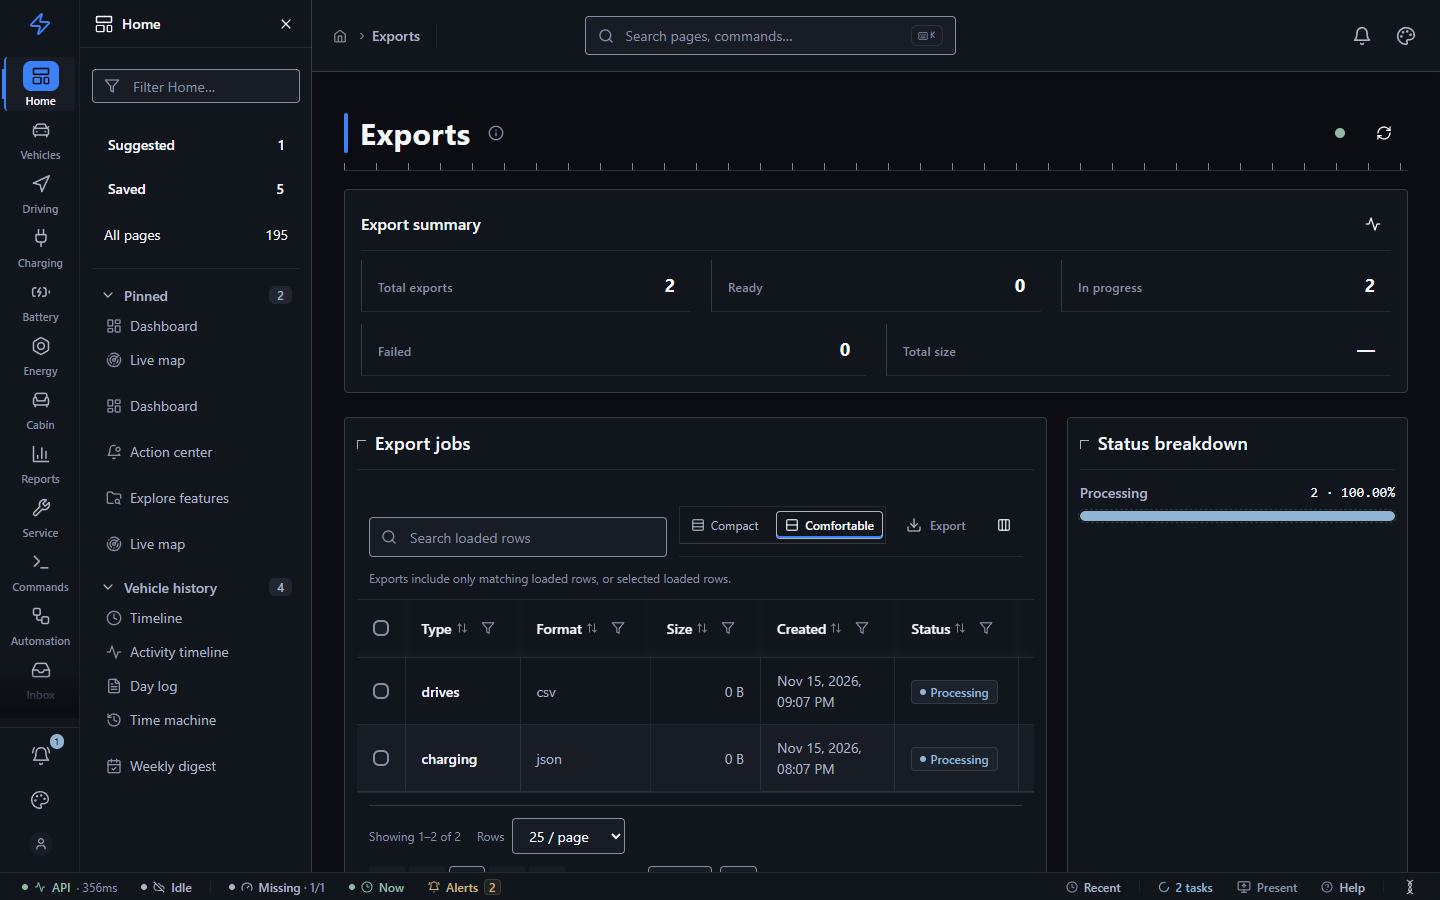 Home
Vehicles
Driving
Charging
Battery
Energy
Cabin
Reports
Service
Commands
Automation
Inbox
1
Home
Filter Home...
Suggested 1
Saved 5
All pages 195
Pinned 2
Dashboard
Live map
Dashboard
Action center
Explore features
Live map
Vehicle history 4
Timeline
Activity timeline
Day log
Time machine
Weekly digest
Exports
Search pages, commands... K
Exports
Export summary
Total exports 2
Ready 0
In progress 2
Failed 0
Total size —
Export jobs
Search loaded rows
Compact Comfortable Export
Exports include only matching loaded rows, or selected loaded rows.
Type Format Size Created Status
drives csv 0 B Nov 15, 2026, 09:07 PM Processing
charging json 0 B Nov 15, 2026, 08:07 PM Processing
Showing 1–2 of 2 Rows 25 / page
Status breakdown
Processing 2 · 100.00%
API · 356ms Idle Missing · 1/1 Now Alerts 2 Recent 2 tasks Present Help